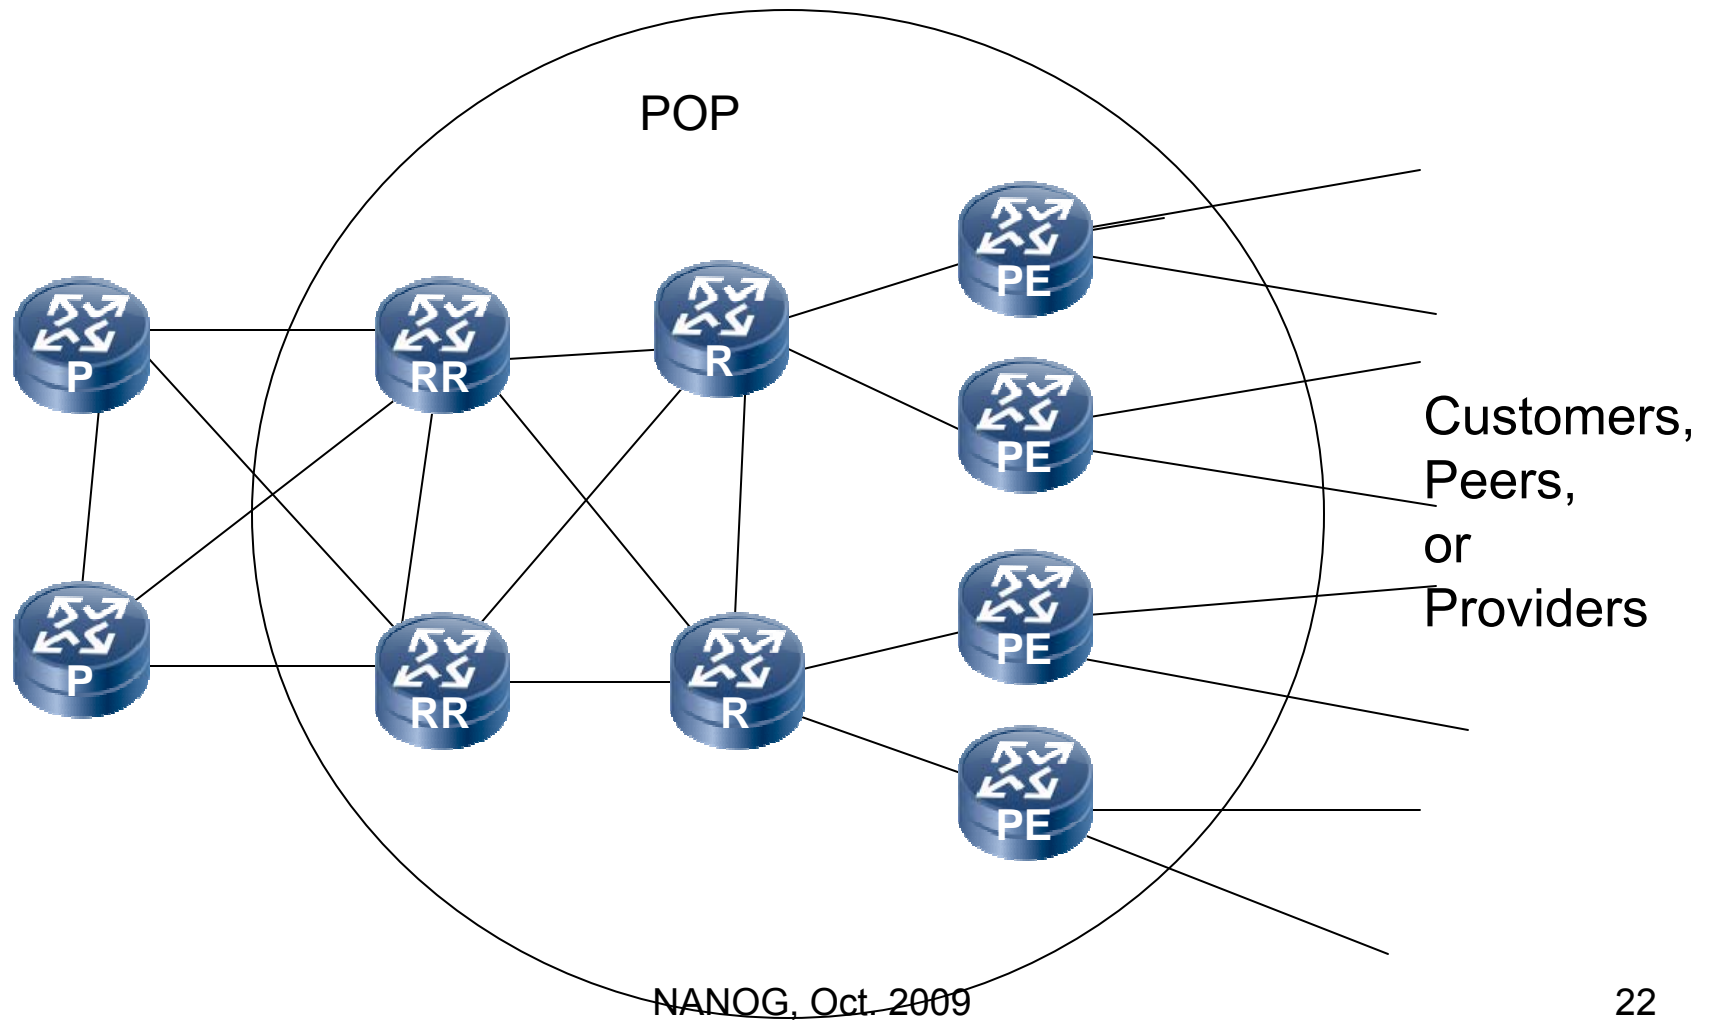 POP
PE
P
RR
R
PE
Customers,
Peers,
or
Providers
PE
P
RR
R
PE
NANOG, Oct. 2009
22